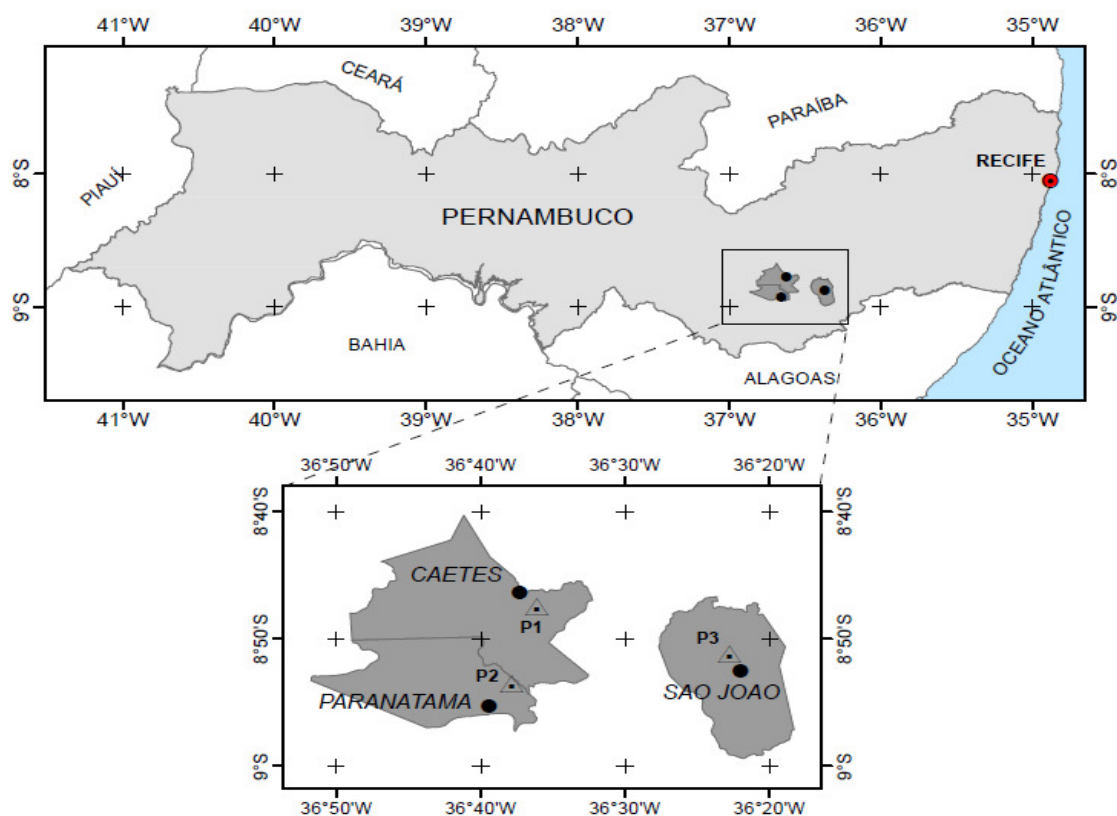 41°W 40°W 39°W 38°W 37°W 36°W 35°W
CEARÁ
PARAÍBA
PIAUÍ
8°S
8°S
RECIFE
PERNAMBUCO
9°S
9°S
OCEANO ATLÂNTICO
BAHIA
ALAGOAS
41°W 40°W 39°W 38°W 37°W 36°W 35°W
36°50'W 36°40'W 36°30'W 36°20'W
8°40'S
8°40'S
CAETES
P1
8°50'S
8°50'S
P3
P2
PARANATAMA
SAO JOAO
9°S
9°S
36°50'W 36°40'W 36°30'W 36°20'W